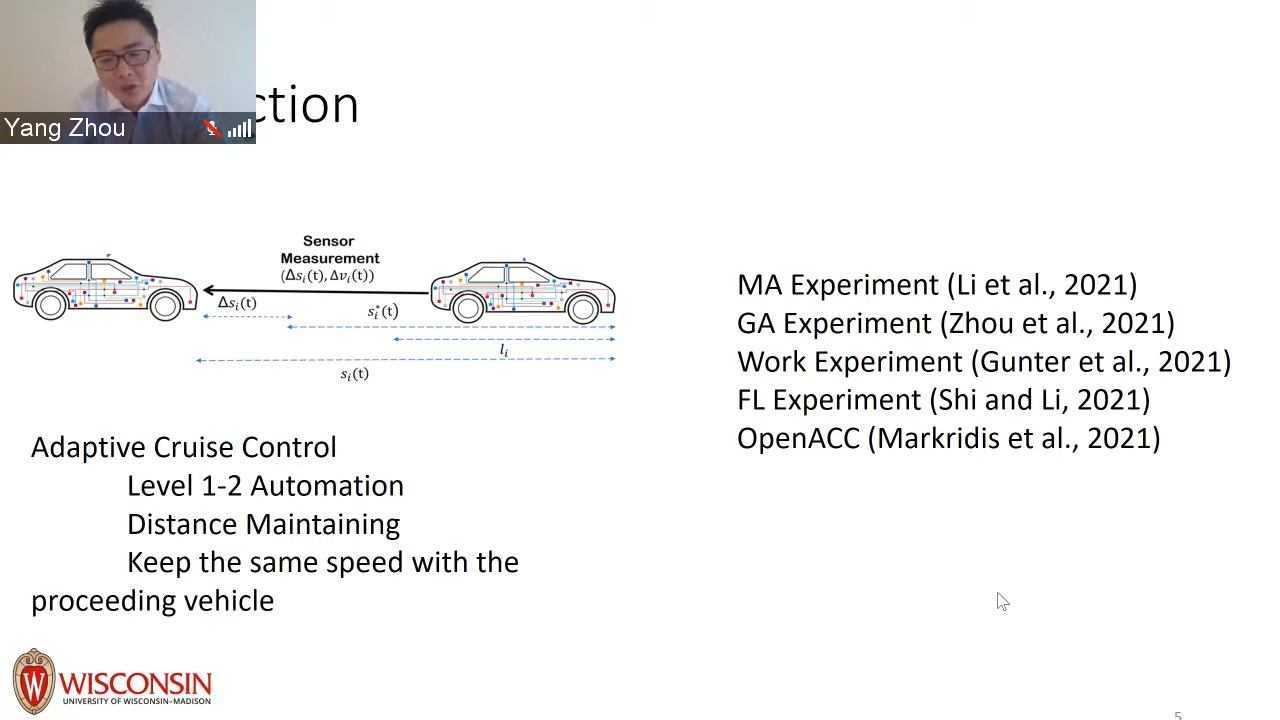 Yang Zhou
ction
Sensor
Measurement
(Δsᵢ(t), Δvᵢ(t))
Δsᵢ(t)
sᵢ*(t)
lᵢ
sᵢ(t)
Adaptive Cruise Control
Level 1-2 Automation
Distance Maintaining
Keep the same speed with the
proceeding vehicle
MA Experiment (Li et al., 2021)
GA Experiment (Zhou et al., 2021)
Work Experiment (Gunter et al., 2021)
FL Experiment (Shi and Li, 2021)
OpenACC (Markridis et al., 2021)
W WISCONSIN
UNIVERSITY OF WISCONSIN–MADISON
5